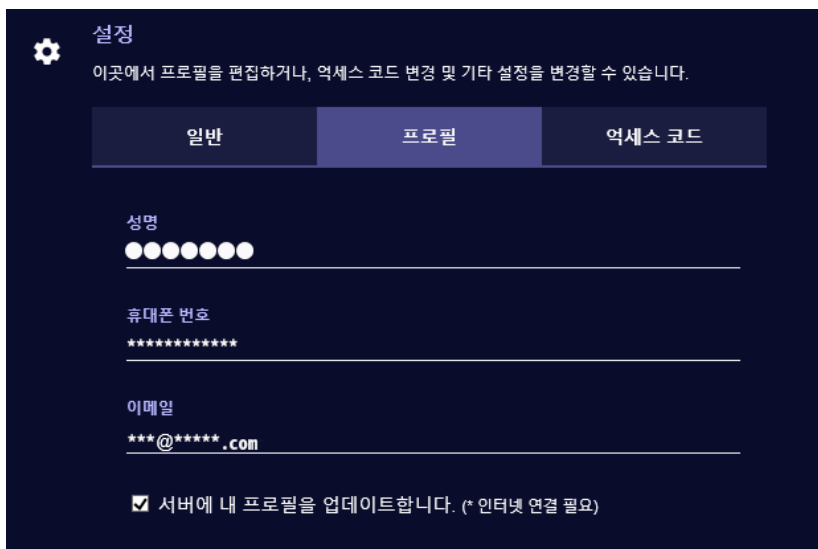 설정
이곳에서 프로필을 편집하거나, 억세스 코드 변경 및 기타 설정을 변경할 수 있습니다.
일반 프로필 억세스 코드
성명
●●●●●●●
휴대폰 번호
************
이메일
***@*****.com
서버에 내 프로필을 업데이트합니다. (* 인터넷 연결 필요)